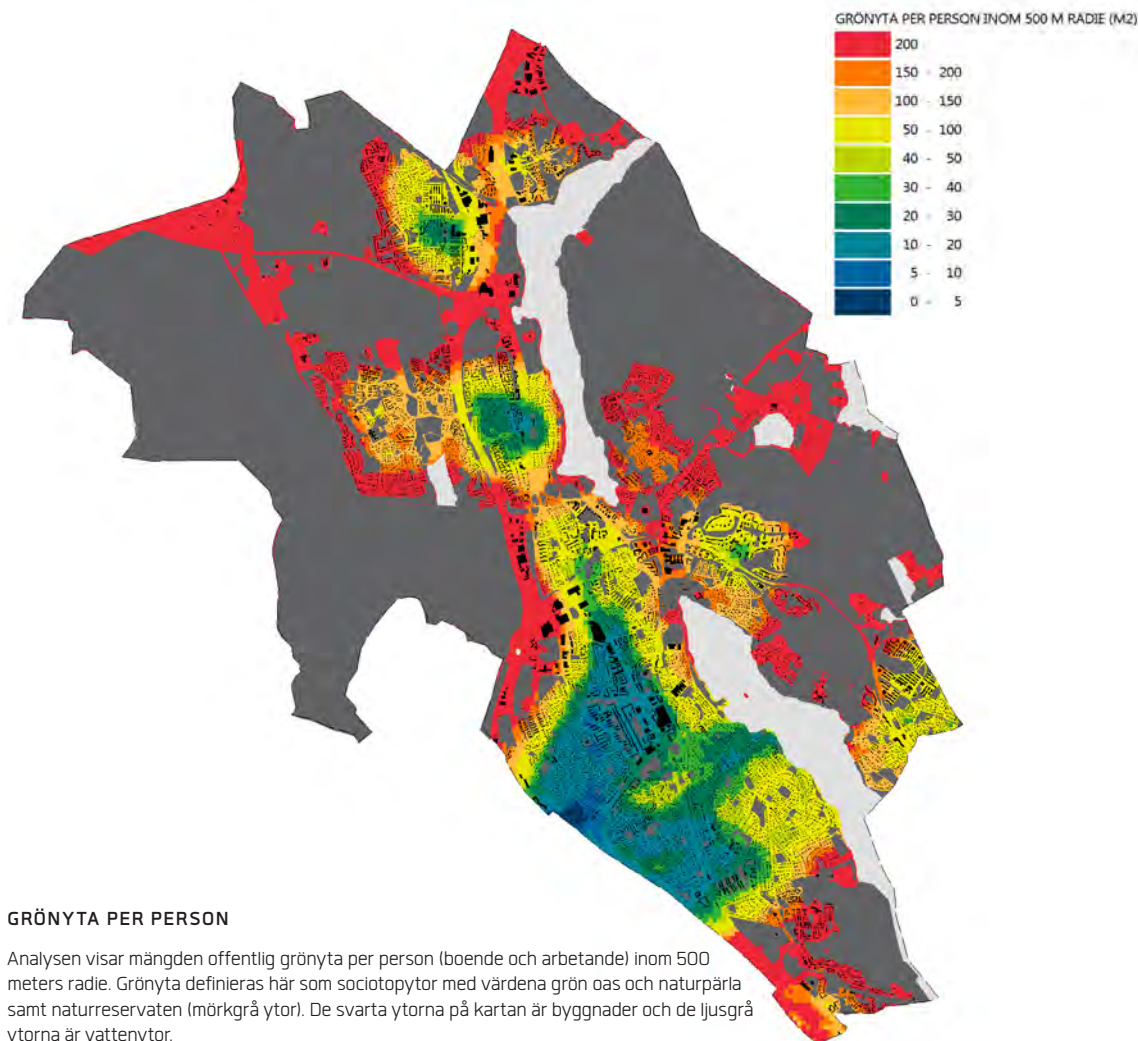 GRÖNYTA PER PERSON INOM 500 M RADIE (M2)
200
150 - 200
100 - 150
50 - 100
40 - 50
30 - 40
20 - 30
10 - 20
5 - 10
0 - 5
GRÖNYTA PER PERSON
Analysen visar mängden offentlig grönyta per person (boende och arbetande) inom 500
meters radie. Grönyta definieras här som sociotopytor med värdena grön oas och naturpärla
samt naturreservaten (mörkgrå ytor). De svarta ytorna på kartan är byggnader och de ljusgrå
ytorna är vattenytor.